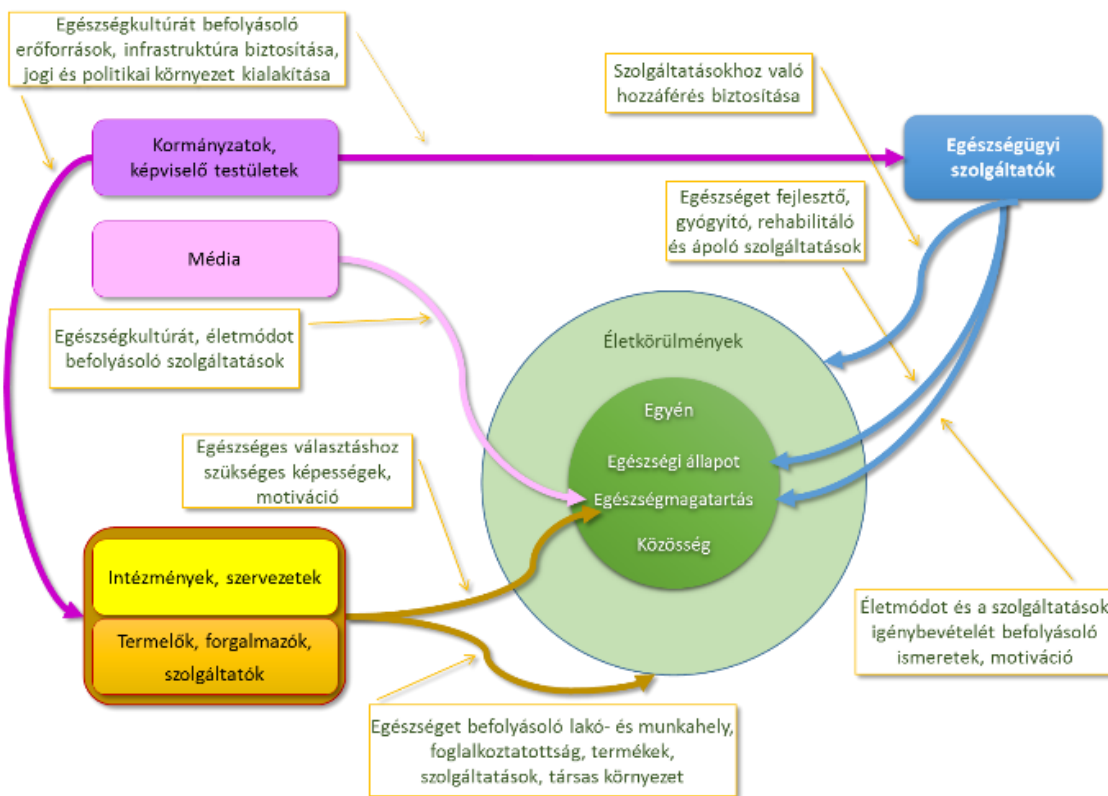 Egészségkultúrát befolyásoló
erőforrások, infrastruktúra biztosítása,
jogi és politikai környezet kialakítása
Szolgáltatásokhoz való
hozzáférés biztosítása
Kormányzatok,
képviselő testületek
Egészségügyi
szolgáltatók
Egészséget fejlesztő,
gyógyító, rehabilitáló
és ápoló szolgáltatások
Média
Egészségkultúrát, életmódot
befolyásoló szolgáltatások
Életkörülmények
Egyén
Egészségi állapot
Egészségmagatartás
Közösség
Egészséges választáshoz
szükséges képességek,
motiváció
Intézmények, szervezetek
Termelők, forgalmazók,
szolgáltatók
Életmódot és a szolgáltatások
igénybevételét befolyásoló
ismeretek, motiváció
Egészséget befolyásoló lakó- és munkahely,
foglalkoztatottság, termékek,
szolgáltatások, társas környezet